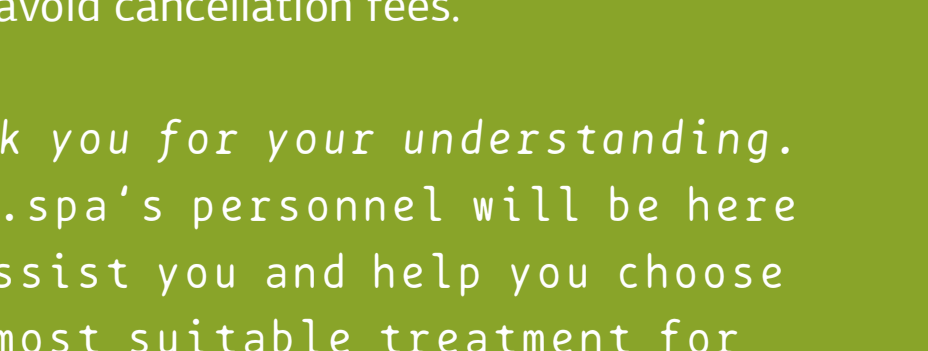 avoid cancellation fees.
k you for your understanding.
.spa‘s personnel will be here
ssist you and help you choose
most suitable treatment for